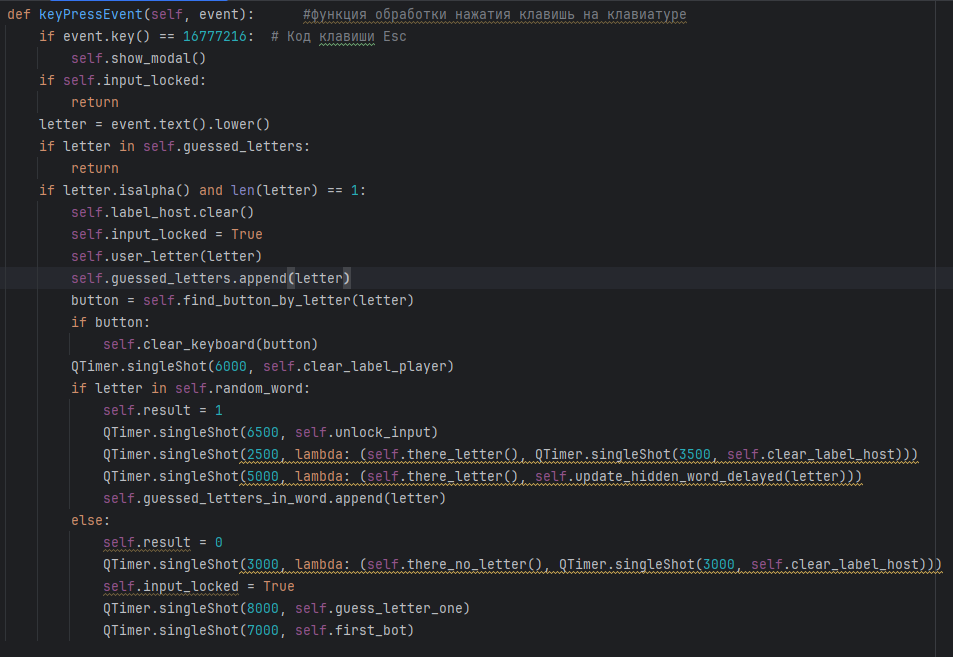 def keyPressEvent(self, event):      #функция обработки нажатия клавишь на клавиатуре
    if event.key() == 16777216:  # Код клавиши Esc
        self.show_modal()
    if self.input_locked:
        return
    letter = event.text().lower()
    if letter in self.guessed_letters:
        return
    if letter.isalpha() and len(letter) == 1:
        self.label_host.clear()
        self.input_locked = True
        self.user_letter(letter)
        self.guessed_letters.append(letter)
        button = self.find_button_by_letter(letter)
        if button:
            self.clear_keyboard(button)
        QTimer.singleShot(6000, self.clear_label_player)
        if letter in self.random_word:
            self.result = 1
            QTimer.singleShot(6500, self.unlock_input)
            QTimer.singleShot(2500, lambda: (self.there_letter(), QTimer.singleShot(3500, self.clear_label_host)))
            QTimer.singleShot(5000, lambda: (self.there_letter(), self.update_hidden_word_delayed(letter)))
            self.guessed_letters_in_word.append(letter)
        else:
            self.result = 0
            QTimer.singleShot(3000, lambda: (self.there_no_letter(), QTimer.singleShot(3000, self.clear_label_host)))
            self.input_locked = True
            QTimer.singleShot(8000, self.guess_letter_one)
            QTimer.singleShot(7000, self.first_bot)